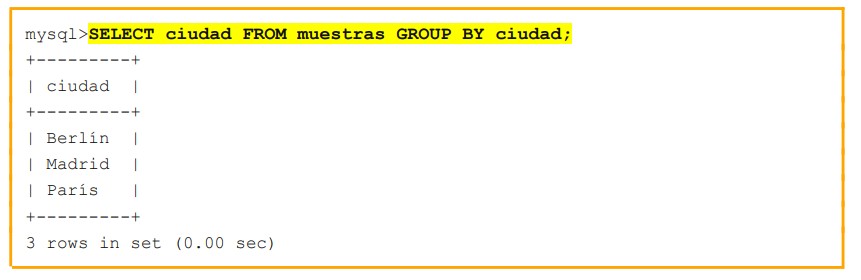 mysql>SELECT ciudad FROM muestras GROUP BY ciudad;
+---------+
| ciudad  |
+---------+
| Berlín  |
| Madrid  |
| París   |
+---------+
3 rows in set (0.00 sec)